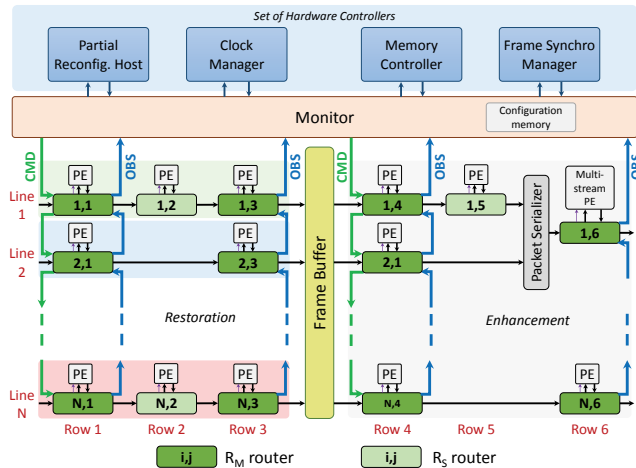 Set of Hardware Controllers
Partial
Reconfig. Host
Clock
Manager
Memory
Controller
Frame Synchro
Manager
Monitor
Configuration
memory
CMD
OBS
OBS
CMD
OBS
PE
PE
PE
PE
PE
Multi-
stream
PE
Line
1
1,1
1,2
1,3
1,4
1,5
1,6
Packet Serializer
Frame Buffer
PE
PE
PE
Line
2
2,1
2,3
2,1
Restoration
Enhancement
PE
PE
PE
PE
PE
Line
N
N,1
N,2
N,3
N,4
N,6
Row 1
Row 2
Row 3
Row 4
Row 5
Row 6
i,j
RM router
i,j
RS router